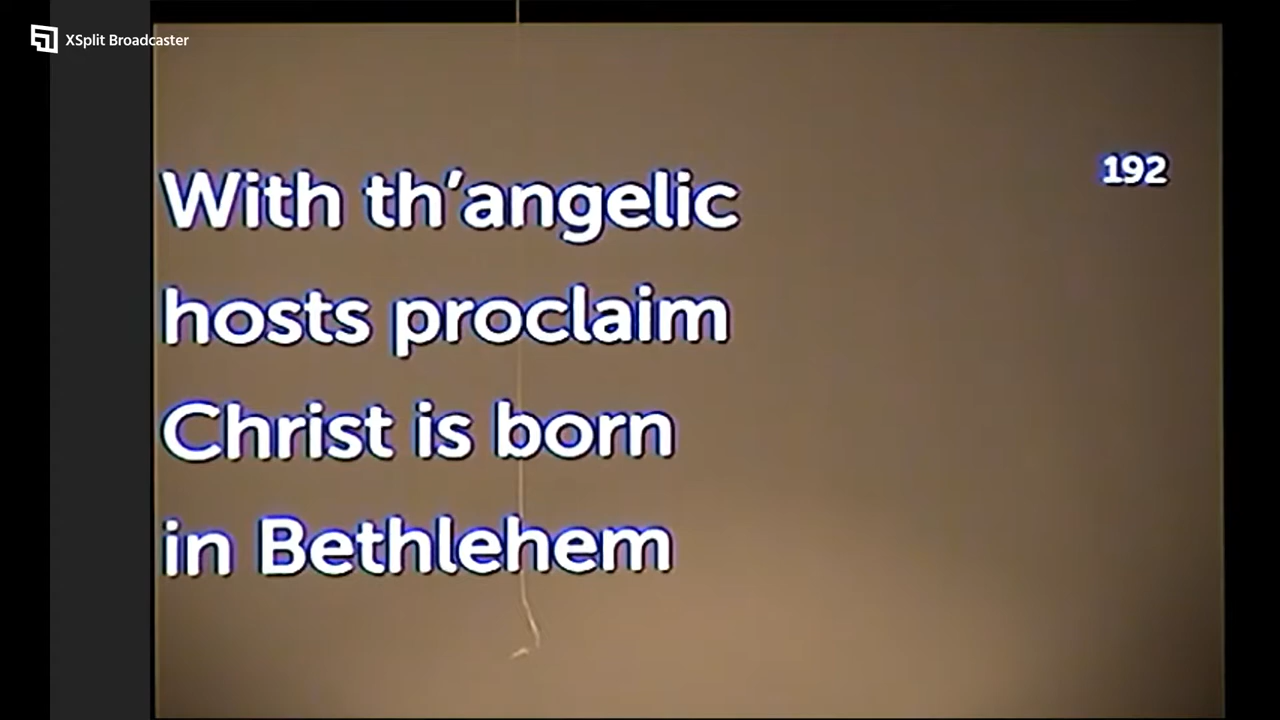 XSplit Broadcaster
192
With th’angelic
hosts proclaim
Christ is born
in Bethlehem